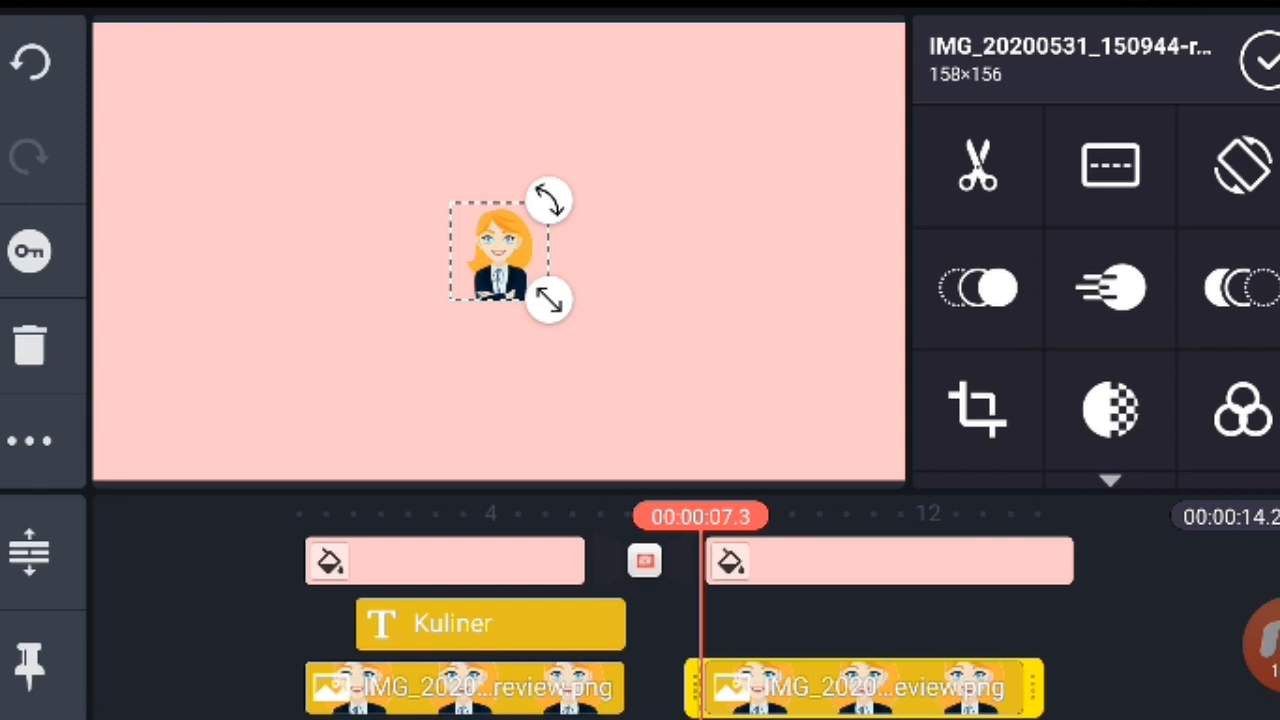 IMG_20200531_150944-r...
158×156
4
00:00:07.3
12
00:00:14.2
T Kuliner
IMG_2020...review.png
IMG_2020...eview.png
1